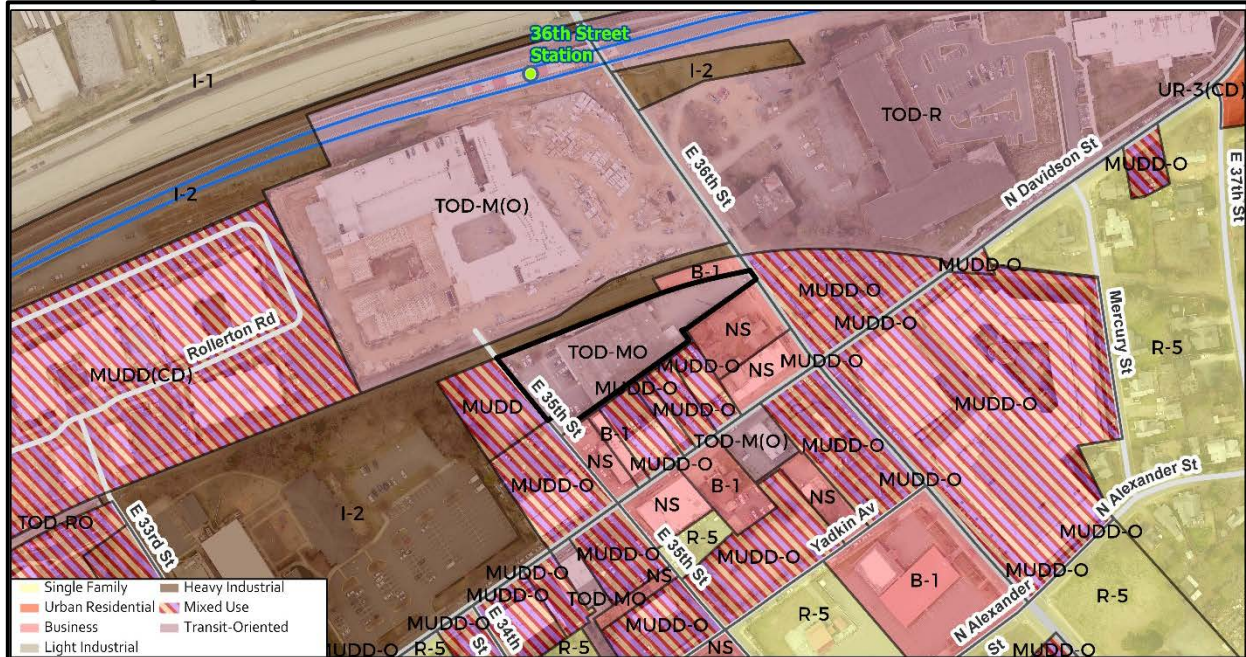 36th Street
Station
I-1
I-2
TOD-R
UR-3(CD)
E 36th St
N Davidson St
MUDD-O
E 37th St
I-2
TOD-M(O)
B-1
MUDD-O
MUDD-O
MUDD-O
Rollerton Rd
MUDD(CD)
NS
Mercury St
R-5
TOD-MO
MUDD-O
MUDD-O
NS
MUDD-O
MUDD-O
MUDD
E 35th St
MUDD-O
B-1
NS
MUDD-O
TOD-M(O)
MUDD-O
MUDD-O
B-1
NS
N Alexander St
I-2
NS
Yadkin Av
MUDD-O
TOD-RO
E 33rd St
R-5
E 35th St
MUDD-O
MUDD-O
MUDD-O
NS
MUDD-O
MUDD-O
TOD-MO
B-1
N Alexander
St
R-5
R-5
MUDD-O
E 34th
St
MUDD-O
MUDD-O
R-5
R-5
NS
MUDD-O
Single Family
Urban Residential
Business
Light Industrial
Heavy Industrial
Mixed Use
Transit-Oriented